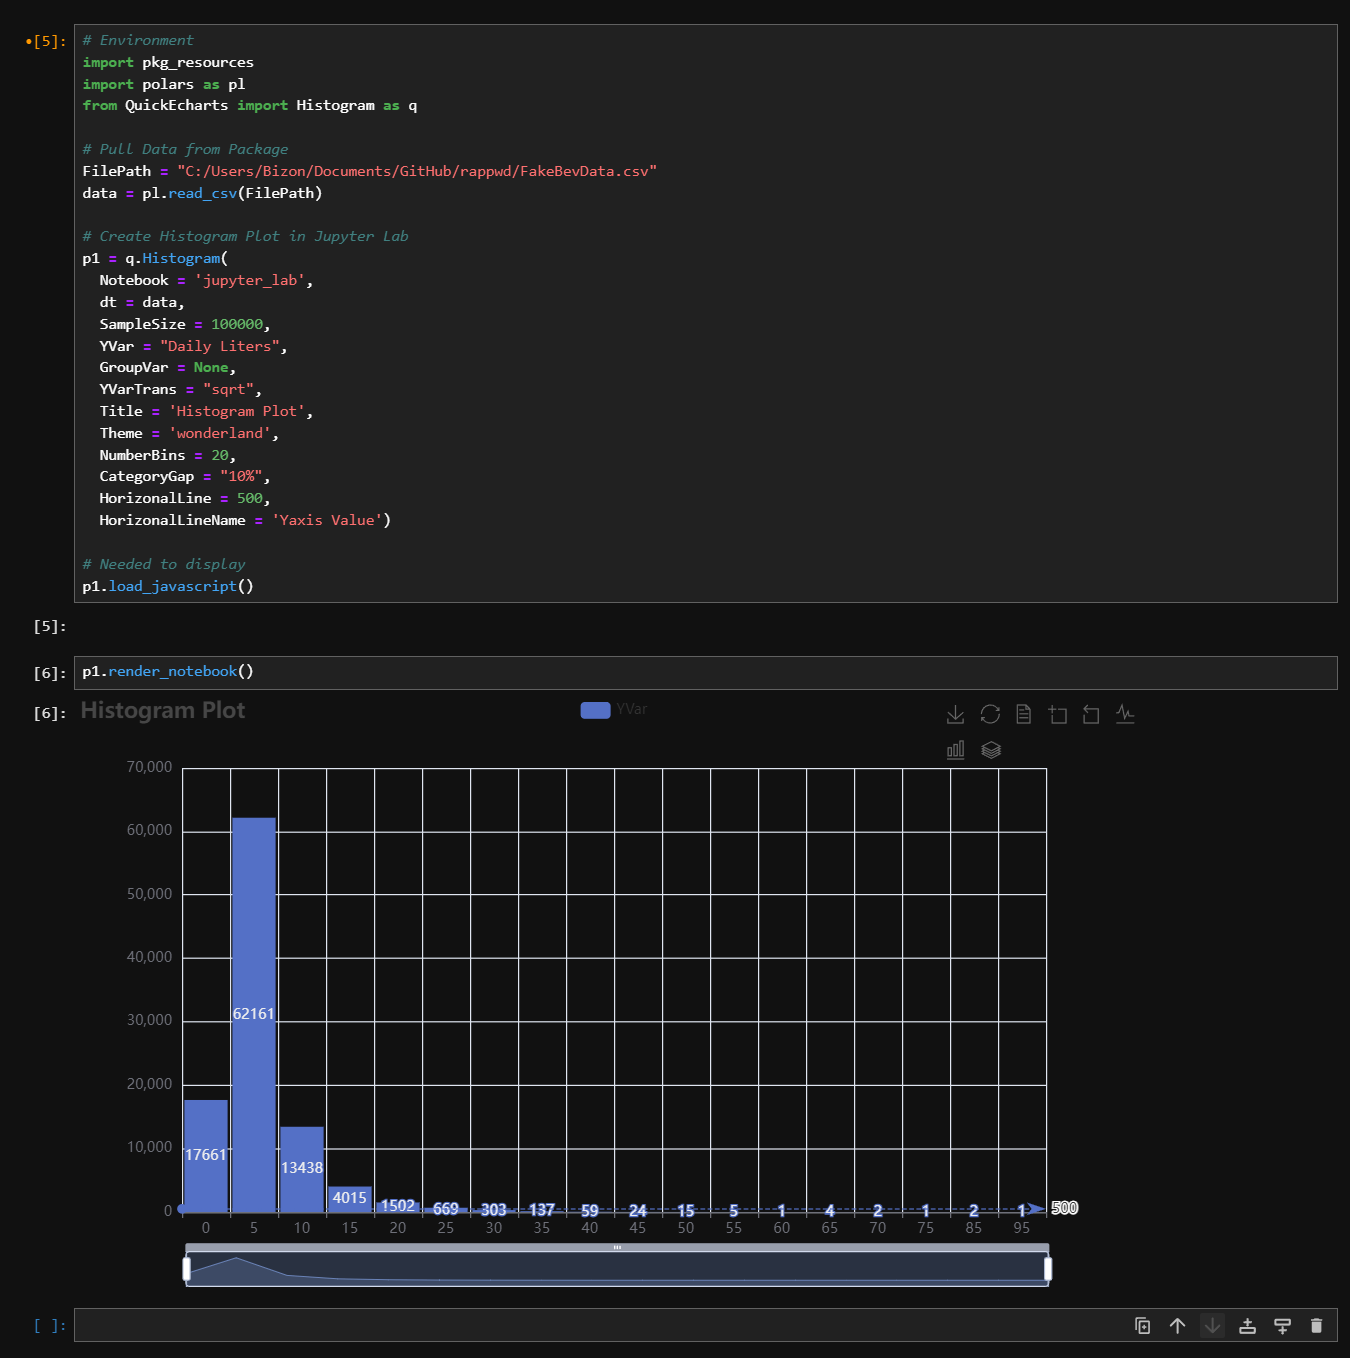 •[5]:
# Environment
import pkg_resources
import polars as pl
from QuickEcharts import Histogram as q
# Pull Data from Package
FilePath = "C:/Users/Bizon/Documents/GitHub/rappwd/FakeBevData.csv"
data = pl.read_csv(FilePath)
# Create Histogram Plot in Jupyter Lab
p1 = q.Histogram(
  Notebook = 'jupyter_lab',
  dt = data,
  SampleSize = 100000,
  YVar = "Daily Liters",
  GroupVar = None,
  YVarTrans = "sqrt",
  Title = 'Histogram Plot',
  Theme = 'wonderland',
  NumberBins = 20,
  CategoryGap = "10%",
  HorizonalLine = 500,
  HorizonalLineName = 'Yaxis Value')
# Needed to display
p1.load_javascript()
[5]:
[6]: p1.render_notebook()
[6]: Histogram Plot
YVar
70,000
60,000
50,000
40,000
30,000
20,000
10,000
0
17661
62161
13438
4015
1502
669
303
137
59
24
15
5
1
4
2
1
2
1
500
0 5 10 15 20 25 30 35 40 45 50 55 60 65 70 75 85 95
[ ]: